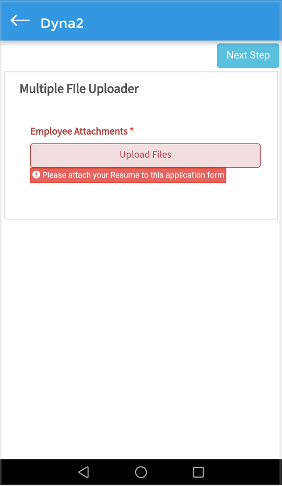 Dyna2
Next Step
Multiple File Uploader
Employee Attachments *
Upload Files
Please attach your Resume to this application form